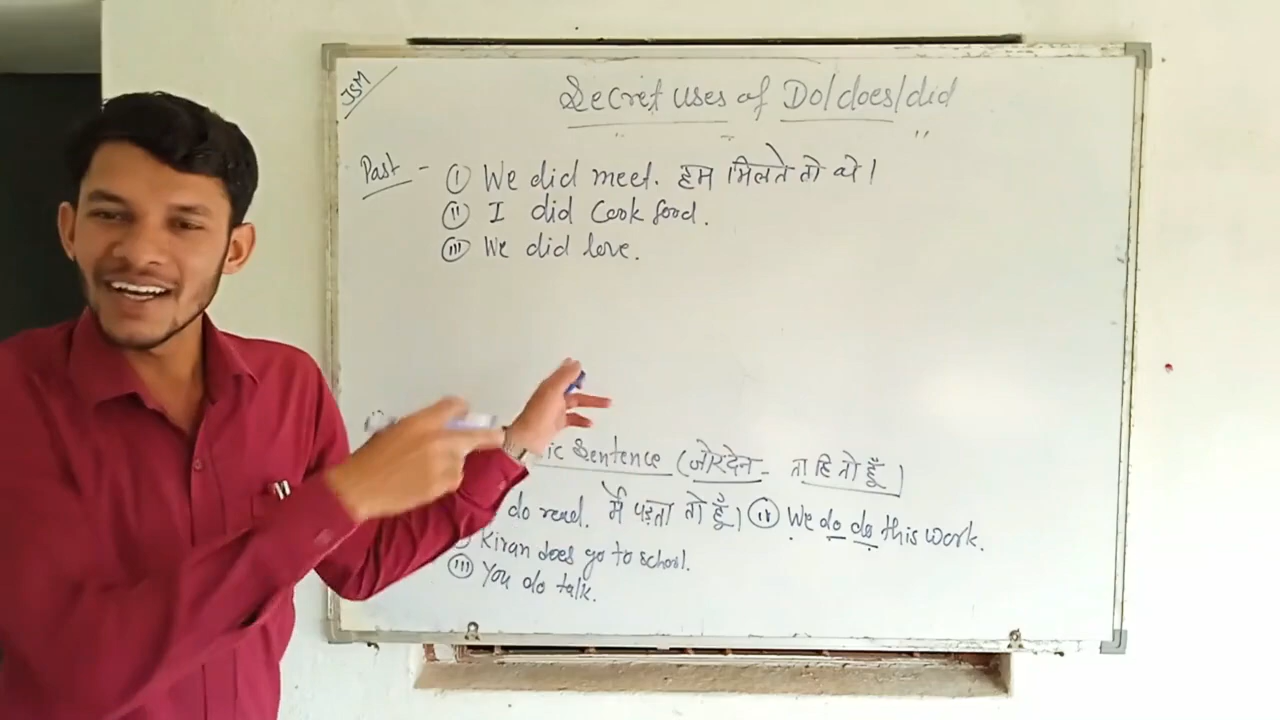 JSM
Secret uses of Do/does/did
Past - (i) We did meet. हम मिलते तो थे।
(ii) I did Cook food.
(iii) We did love.
ic Sentence (जोरदेन - ता हि तो हूँ)
do read. मैं पड़ता तो हूँ। (iv) We do do this work.
Kiran does go to school.
(iii) You do talk.